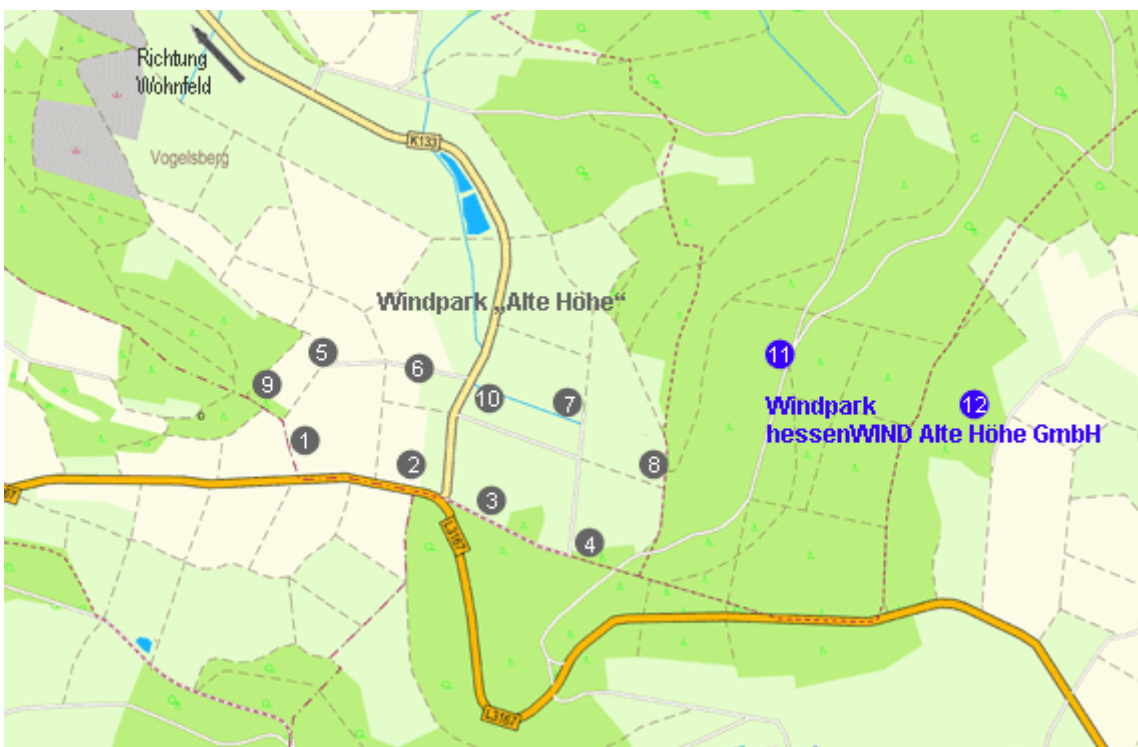 Richtung
Wohnfeld
K133
Vogelsberg
Windpark „Alte Höhe“
5
6
11
9
10
7
12
Windpark
hessenWIND Alte Höhe GmbH
1
2
8
3
4
L3167
L3167